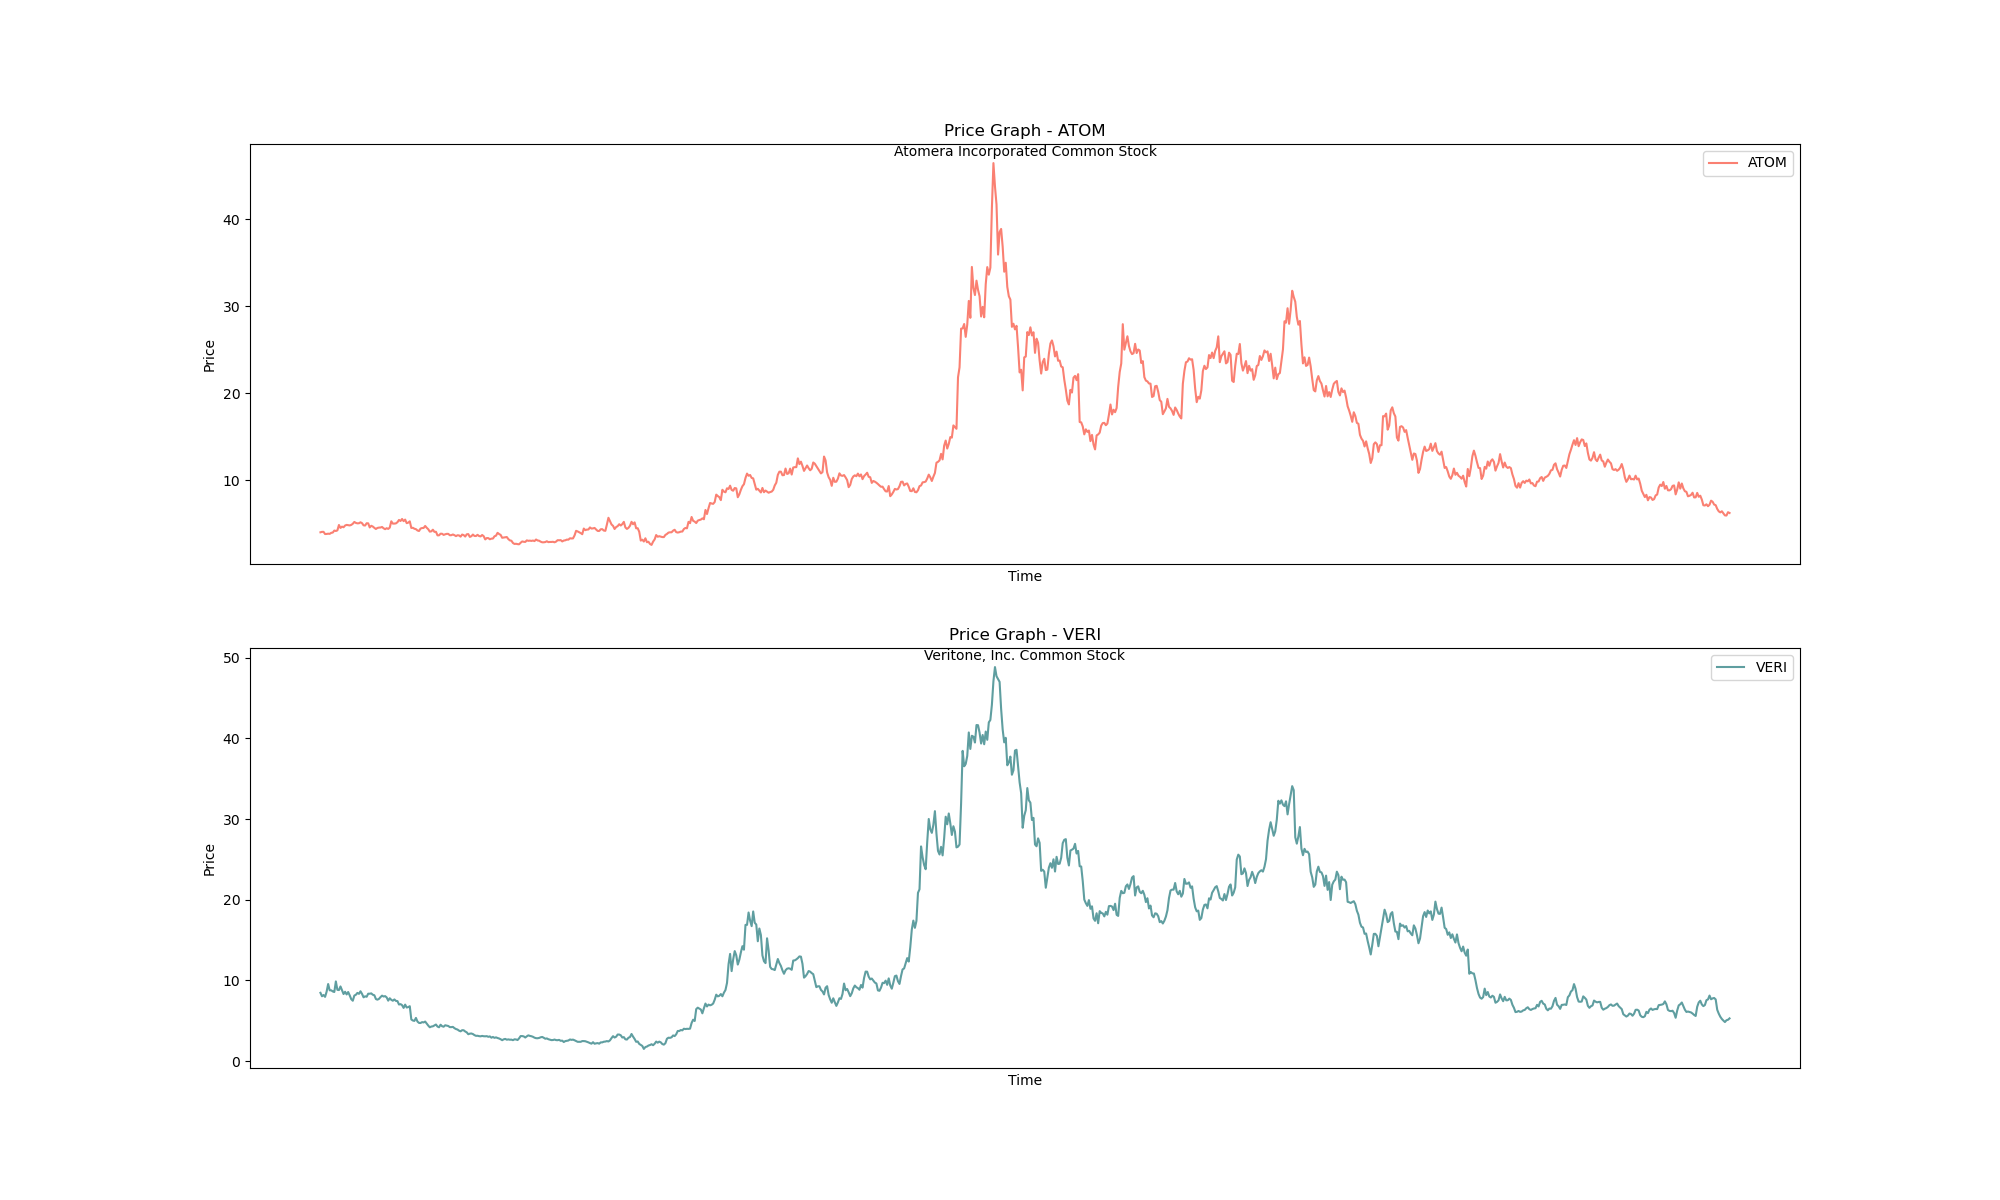 Price Graph - ATOM
Atomera Incorporated Common Stock
ATOM
40
30
20
10
Price
Time
Price Graph - VERI
Veritone, Inc. Common Stock
VERI
50
40
30
20
10
0
Price
Time